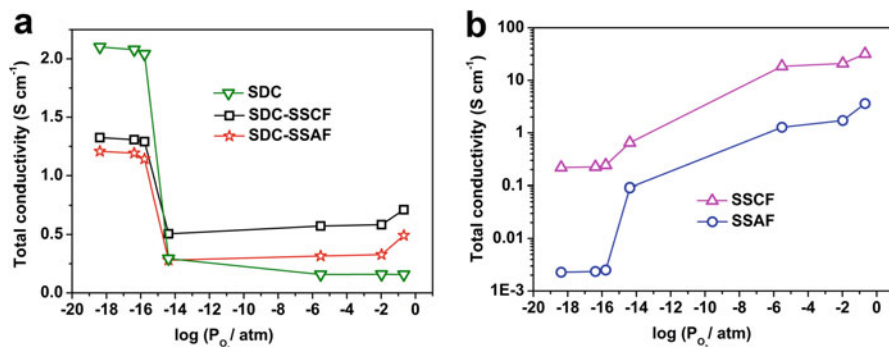 a
Total conductivity (S cm⁻¹)
2.0
1.5
1.0
0.5
0.0
SDC
SDC-SSCF
SDC-SSAF
-20 -18 -16 -14 -12 -10 -8 -6 -4 -2 0
log (P_O₂/ atm)
b
Total conductivity (S cm⁻¹)
100
10
1
0.1
0.01
1E-3
SSCF
SSAF
-20 -18 -16 -14 -12 -10 -8 -6 -4 -2 0
log (P_O₂/ atm)